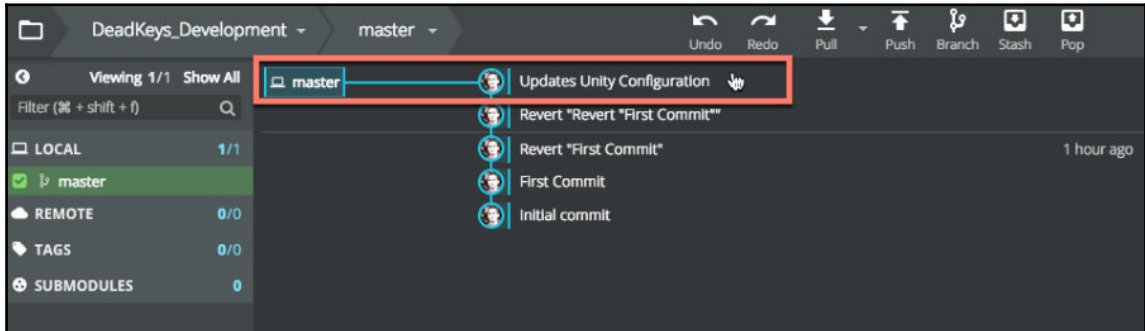 DeadKeys_Development
master
Undo
Redo
Pull
Push
Branch
Stash
Pop
Viewing 1/1 Show All
Filter (⌘ + shift + f)
LOCAL 1/1
master
REMOTE 0/0
TAGS 0/0
SUBMODULES 0
master
Updates Unity Configuration
Revert "Revert "First Commit""
Revert "First Commit"
1 hour ago
First Commit
Initial commit